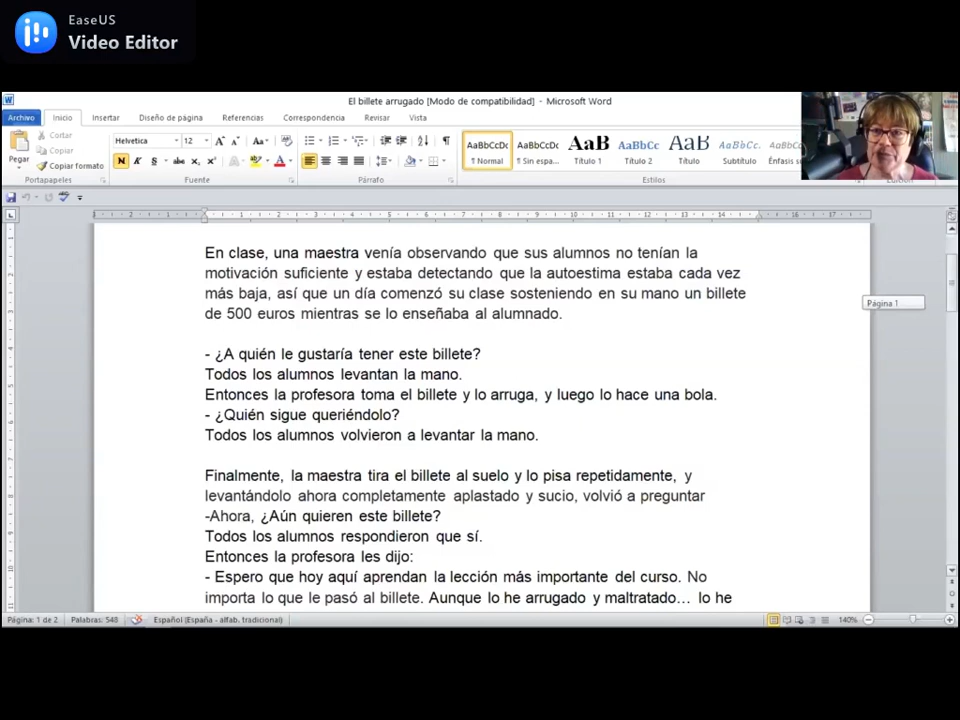 EaseUS
Video Editor
El billete arrugado [Modo de compatibilidad] - Microsoft Word
Archivo Inicio Insertar Diseño de página Referencias Correspondencia Revisar Vista
Pegar
Cortar
Copiar
Copiar formato
Portapapeles
Helvetica 12
Fuente
Párrafo
AaBbCcDc AaBbCcDc AaB AaBbCc AaB AaBbCc. AaBbCc
¶ Normal ¶ Sin espa... Título 1 Título 2 Título Subtítulo Énfasis s
Estilos
Página 1
En clase, una maestra venía observando que sus alumnos no tenían la
motivación suficiente y estaba detectando que la autoestima estaba cada vez
más baja, así que un día comenzó su clase sosteniendo en su mano un billete
de 500 euros mientras se lo enseñaba al alumnado.
- ¿A quién le gustaría tener este billete?
Todos los alumnos levantan la mano.
Entonces la profesora toma el billete y lo arruga, y luego lo hace una bola.
- ¿Quién sigue queriéndolo?
Todos los alumnos volvieron a levantar la mano.
Finalmente, la maestra tira el billete al suelo y lo pisa repetidamente, y
levantándolo ahora completamente aplastado y sucio, volvió a preguntar
-Ahora, ¿Aún quieren este billete?
Todos los alumnos respondieron que sí.
Entonces la profesora les dijo:
- Espero que hoy aquí aprendan la lección más importante del curso. No
importa lo que le pasó al billete. Aunque lo he arrugado y maltratado… lo he
Página: 1 de 2 Palabras: 548 Español (España - alfab. tradicional) 140%